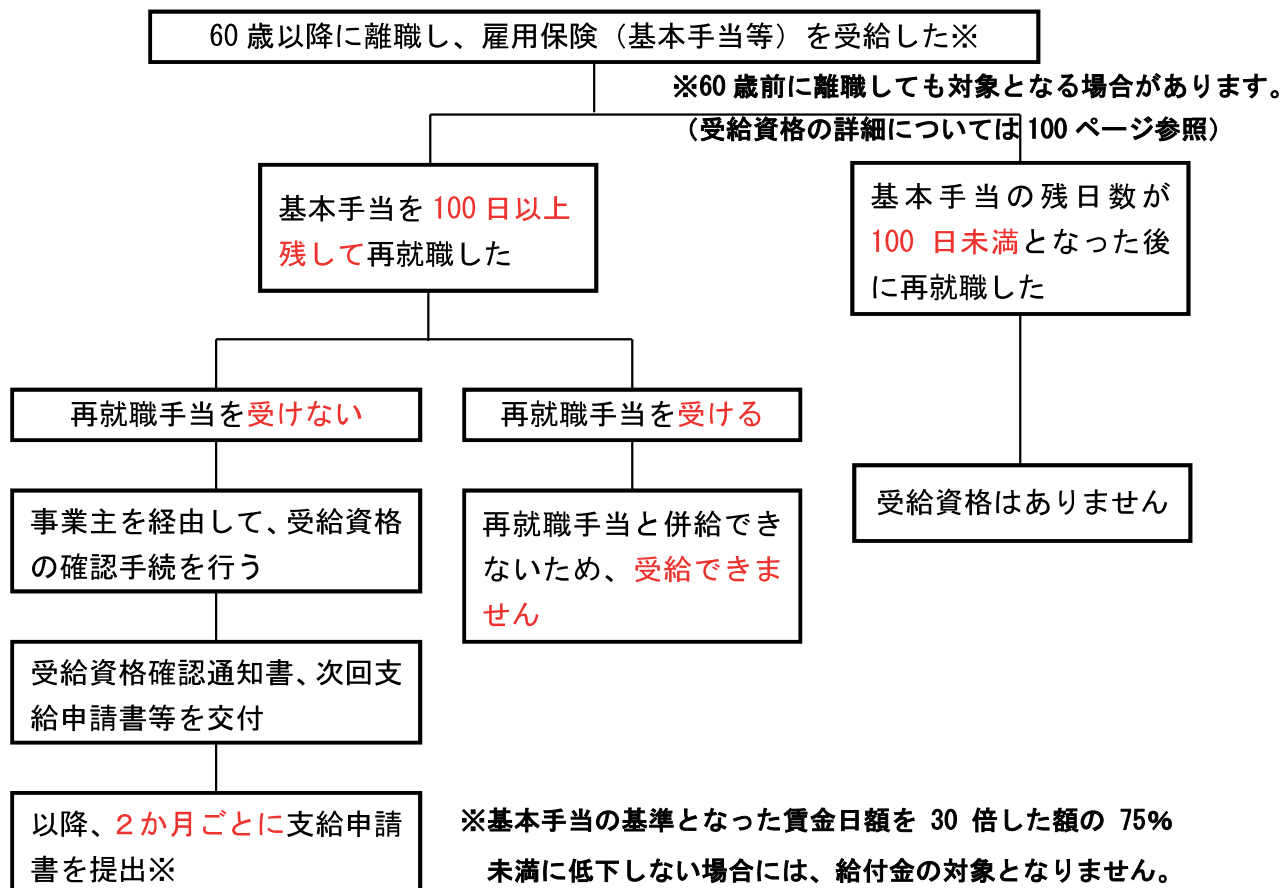 60歳以降に離職し、雇用保険（基本手当等）を受給した※
※60歳前に離職しても対象となる場合があります。
（受給資格の詳細については100ページ参照）
基本手当を100日以上
残して再就職した
基本手当の残日数が
100日未満となった後
に再就職した
再就職手当を受けない
再就職手当を受ける
事業主を経由して、受給資格
の確認手続を行う
再就職手当と併給でき
ないため、受給できま
せん
受給資格はありません
受給資格確認通知書、次回支
給申請書等を交付
以降、２か月ごとに支給申請
書を提出※
※基本手当の基準となった賃金日額を 30 倍した額の 75%
未満に低下しない場合には、給付金の対象となりません。